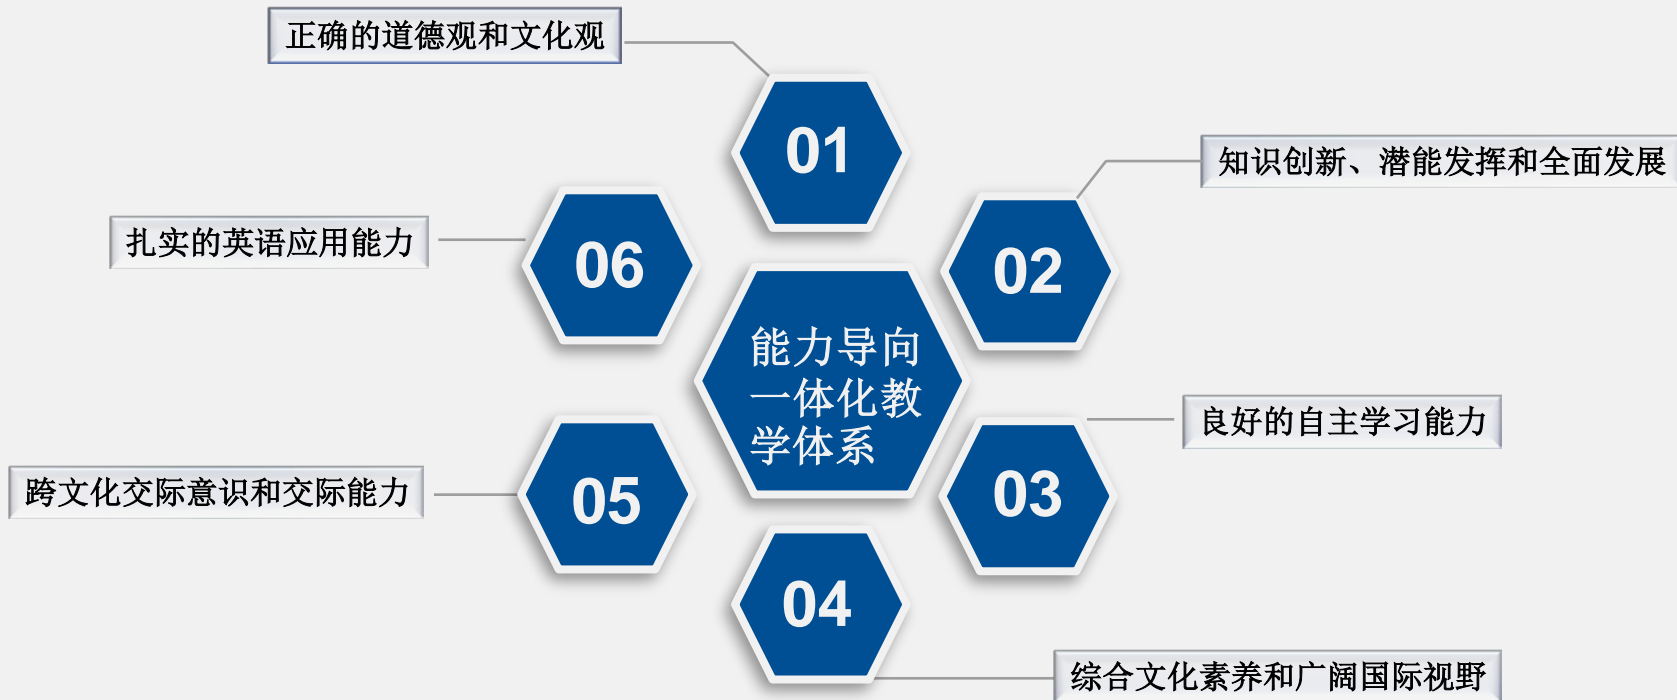 正确的道德观和文化观
01
知识创新、潜能发挥和全面发展
02
扎实的英语应用能力
06
能力导向
一体化教
学体系
良好的自主学习能力
03
跨文化交际意识和交际能力
05
04
综合文化素养和广阔国际视野